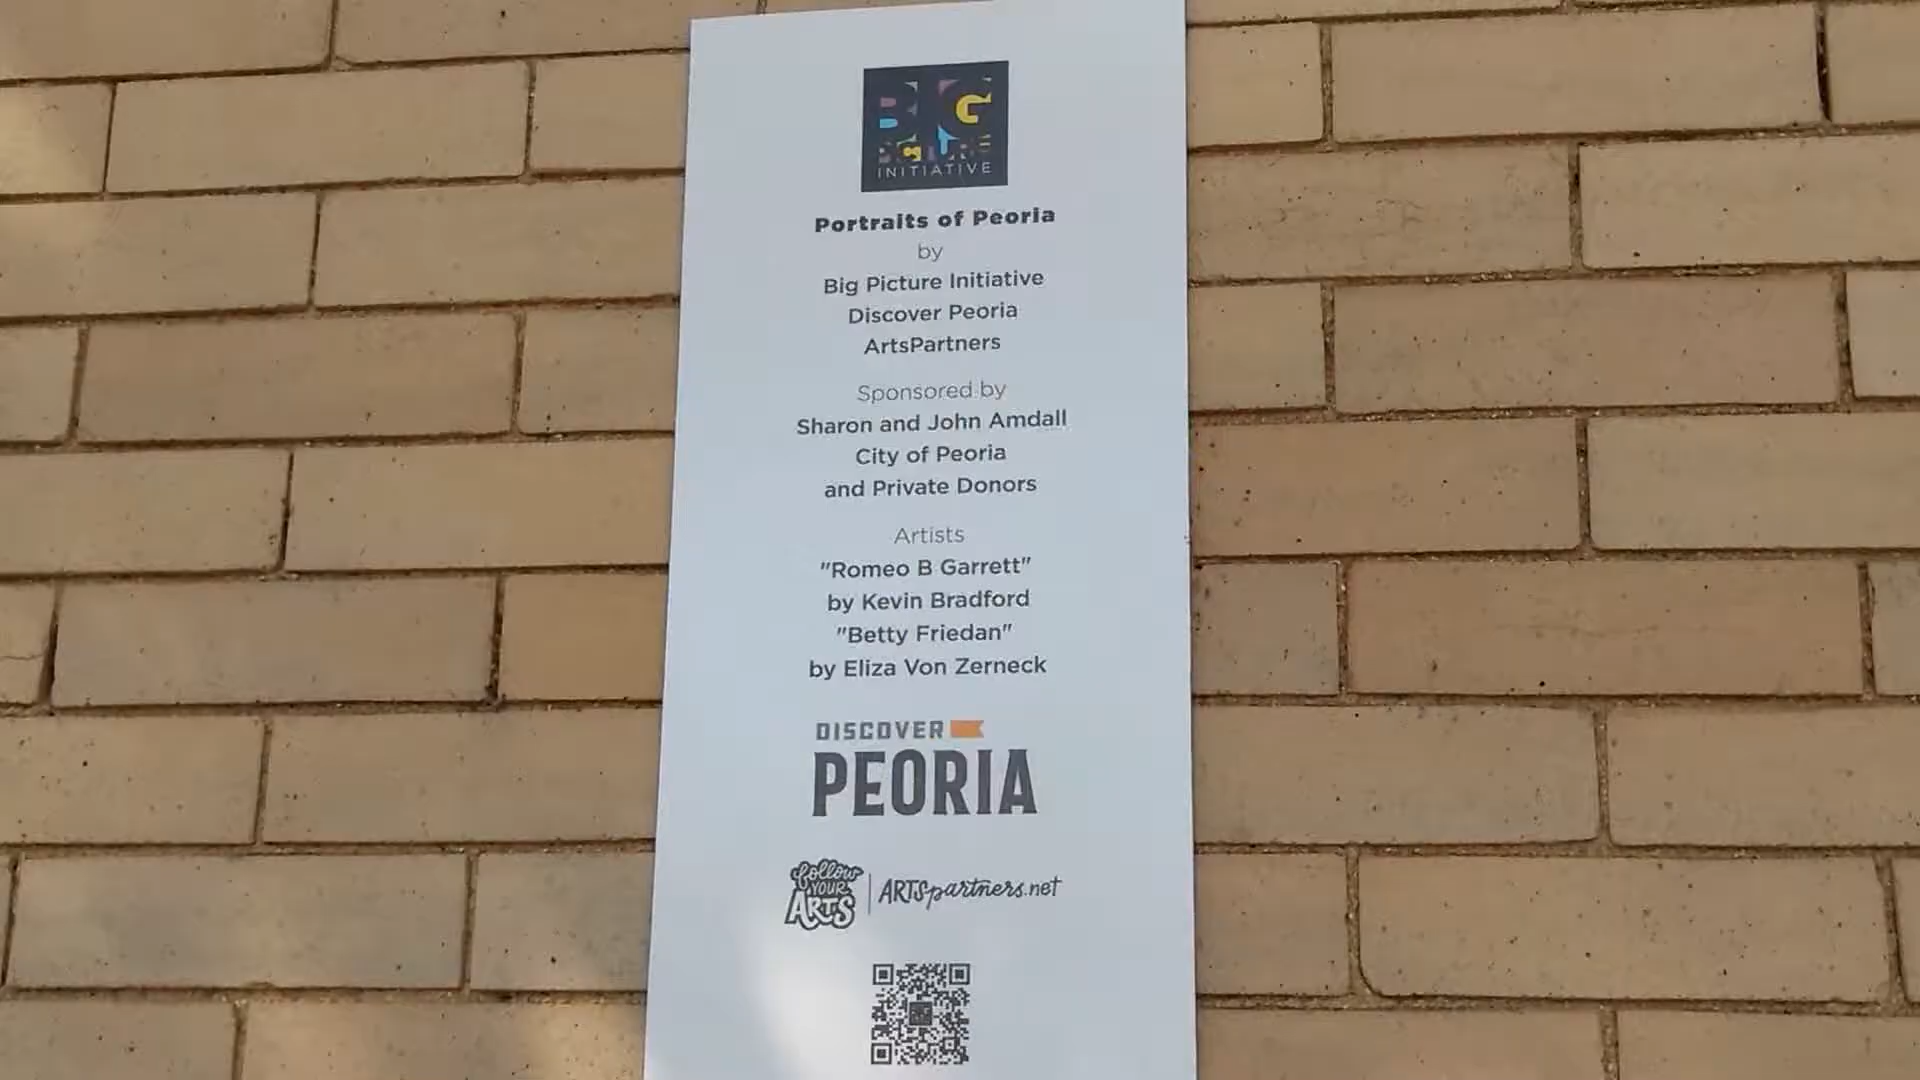 BIG
PICTURE
INITIATIVE
Portraits of Peoria
by
Big Picture Initiative
Discover Peoria
ArtsPartners
Sponsored by
Sharon and John Amdall
City of Peoria
and Private Donors
Artists
"Romeo B Garrett"
by Kevin Bradford
"Betty Friedan"
by Eliza Von Zerneck
DISCOVER
PEORIA
follow
YOUR
ARTS
ARTSpartners.net